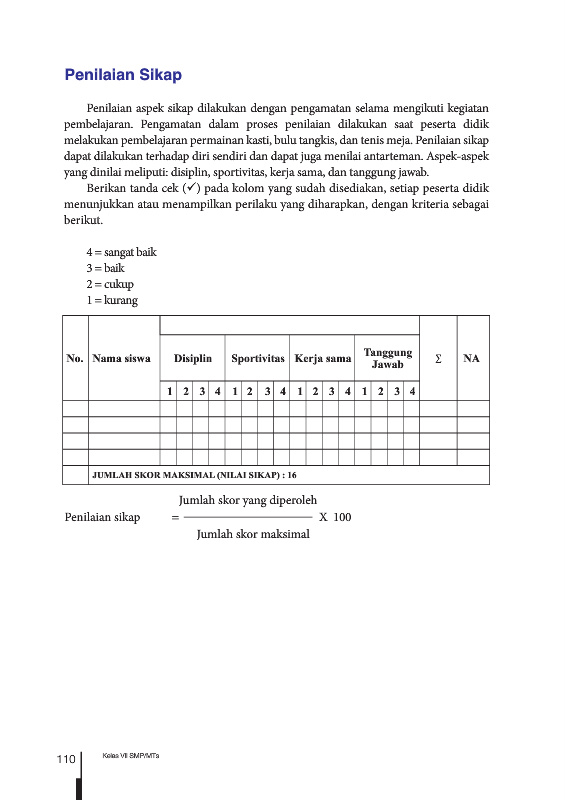 Penilaian Sikap
Penilaian aspek sikap dilakukan dengan pengamatan selama mengikuti kegiatan
pembelajaran. Pengamatan dalam proses penilaian dilakukan saat peserta didik
melakukan pembelajaran permainan kasti, bulu tangkis, dan tenis meja. Penilaian sikap
dapat dilakukan terhadap diri sendiri dan dapat juga menilai antarteman. Aspek-aspek
yang dinilai meliputi: disiplin, sportivitas, kerja sama, dan tanggung jawab.
Berikan tanda cek (✓) pada kolom yang sudah disediakan, setiap peserta didik
menunjukkan atau menampilkan perilaku yang diharapkan, dengan kriteria sebagai
berikut.
4 = sangat baik
3 = baik
2 = cukup
1 = kurang
No. Nama siswa Disiplin Sportivitas Kerja sama Tanggung Jawab Σ NA
1 2 3 4 1 2 3 4 1 2 3 4 1 2 3 4
JUMLAH SKOR MAKSIMAL (NILAI SIKAP) : 16
Jumlah skor yang diperoleh
Penilaian sikap = X 100
Jumlah skor maksimal
110 Kelas VII SMP/MTs